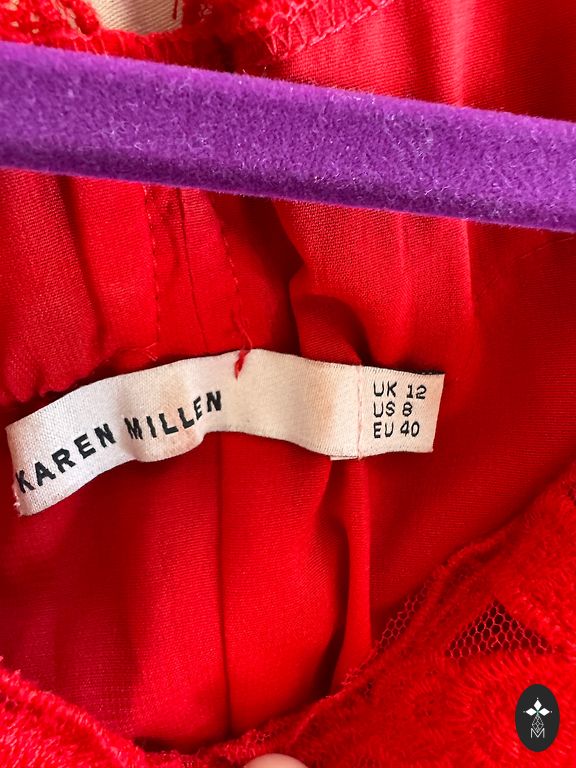 KAREN MILLEN
UK 12
US 8
EU 40
M